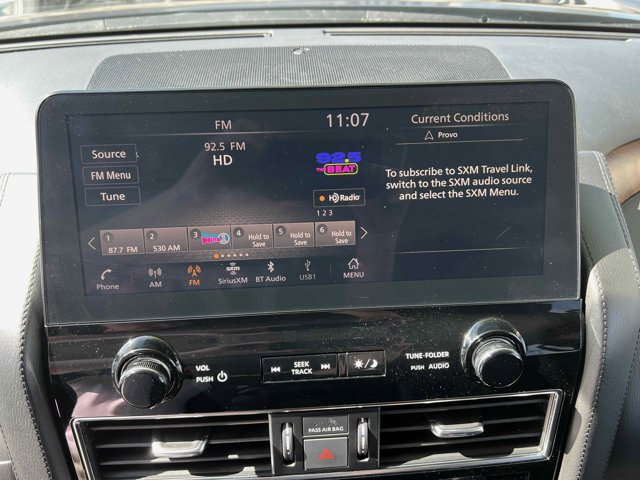 FM
11:07
Current Conditions
Provo
92.5 FM
HD
Source
FM Menu
Tune
92.5
THE BEAT
HD Radio
1 2 3
To subscribe to SXM Travel Link,
switch to the SXM audio source
and select the SXM Menu.
1
87.7 FM
2
530 AM
3
4
Hold to
Save
5
Hold to
Save
6
Hold to
Save
Phone
AM
FM
sxm
SiriusXM
BT Audio
USB1
MENU
VOL
PUSH
SEEK
TRACK
TUNE·FOLDER
PUSH AUDIO
PASS AIR BAG